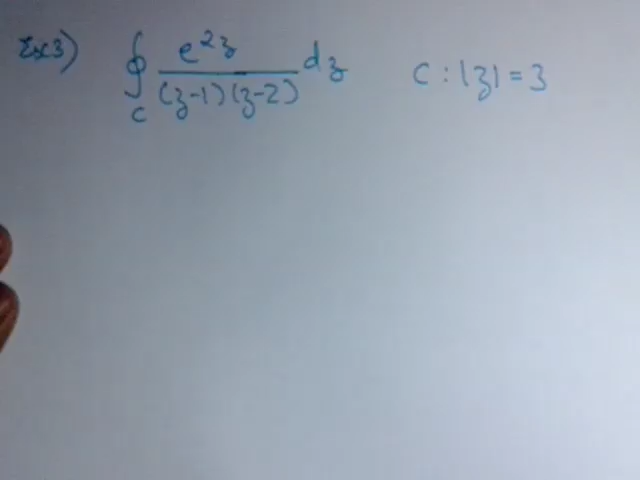 Ex3) ∮_C e^{2z} / ((z-1)(z-2)) dz C : |z| = 3